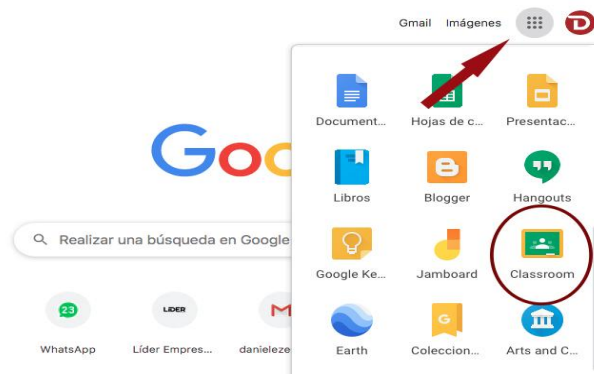 Gmail Imágenes D
Goo
Document... Hojas de c... Presentac...
Libros Blogger Hangouts
Realizar una búsqueda en Google
Google Ke... Jamboard Classroom
23 LíDER M
G
WhatsApp Líder Empres... danieleze
Earth Coleccion... Arts and C...